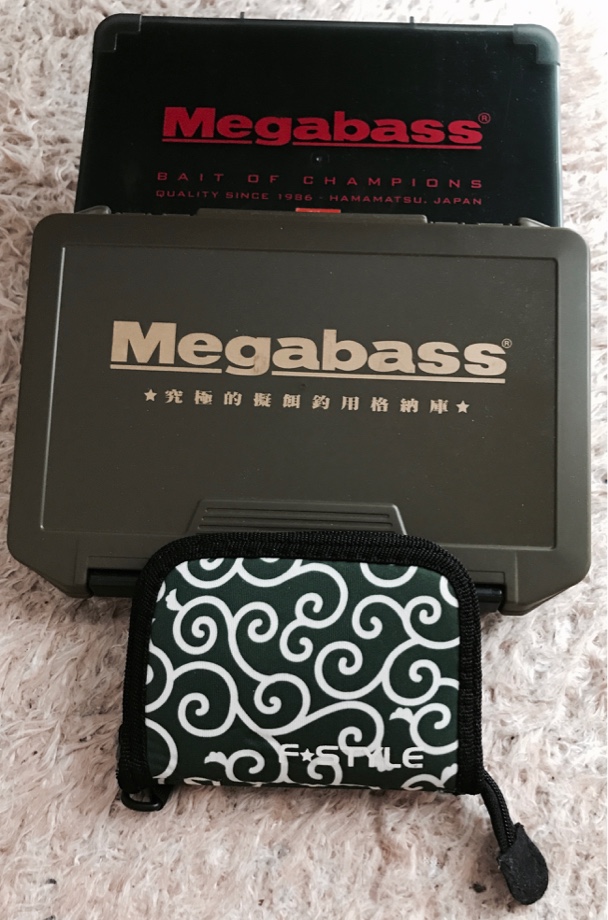 Megabass®
BAIT OF CHAMPIONS
QUALITY SINCE 1986 - HAMAMATSU, JAPAN
Megabass®
★究極的擬餌釣用格納庫★
F★STYLE